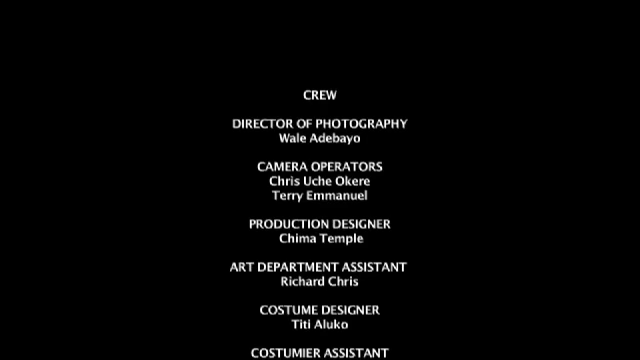 CREW
DIRECTOR OF PHOTOGRAPHY
Wale Adebayo
CAMERA OPERATORS
Chris Uche Okere
Terry Emmanuel
PRODUCTION DESIGNER
Chima Temple
ART DEPARTMENT ASSISTANT
Richard Chris
COSTUME DESIGNER
Titi Aluko
COSTUMIER ASSISTANT